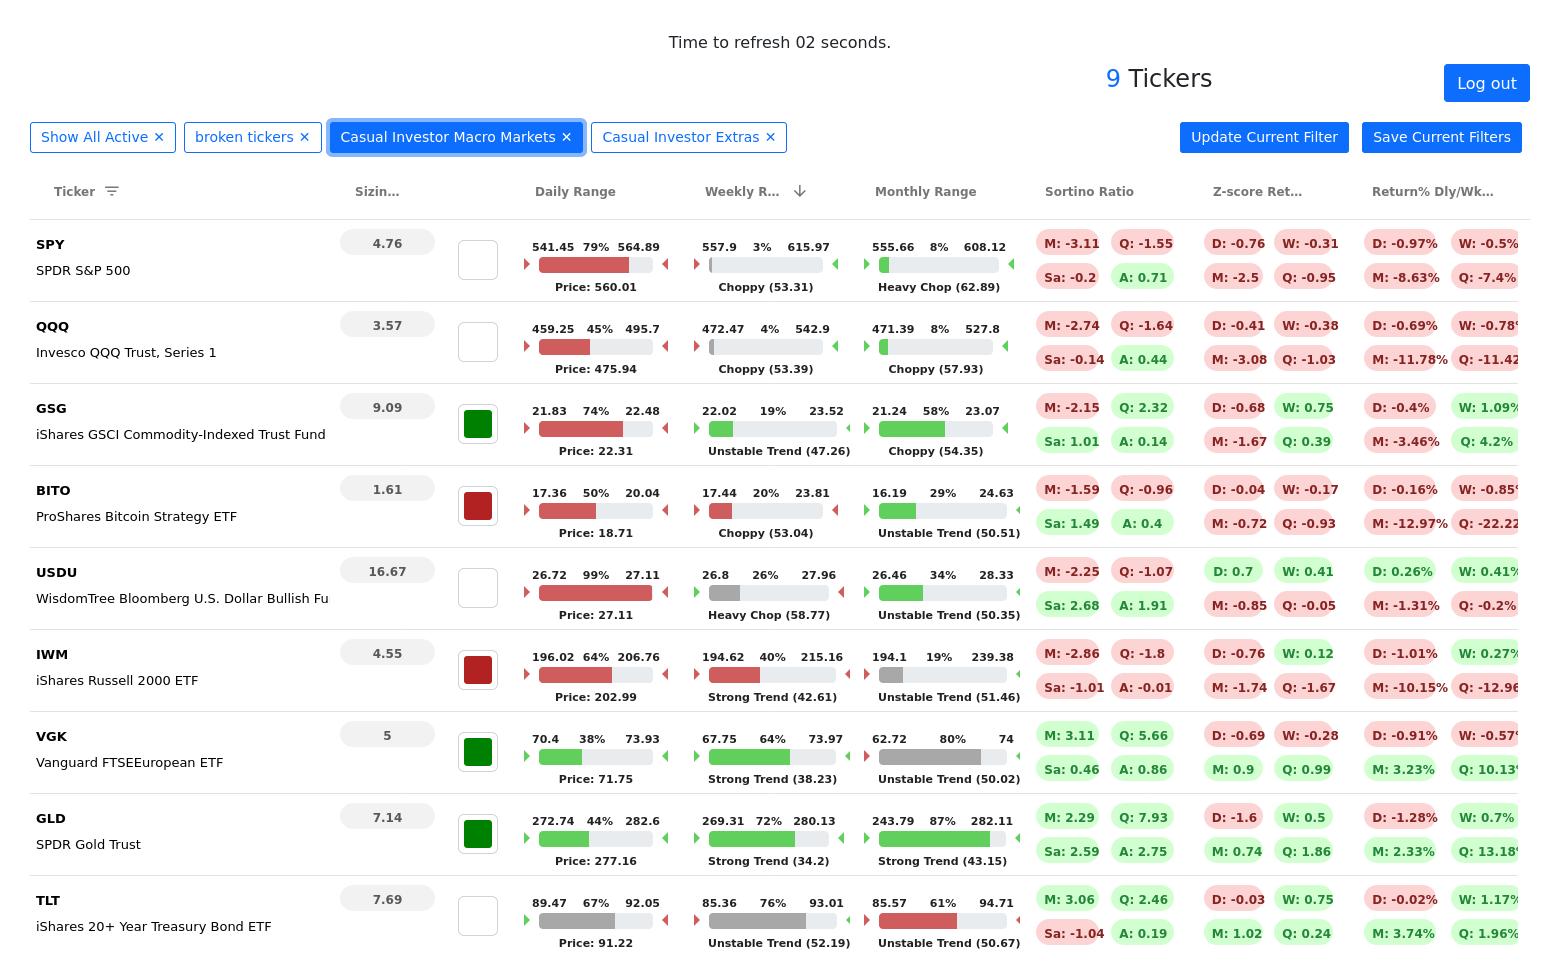 Time to refresh 02 seconds.
9 Tickers
Log out
Show All Active ✕ broken tickers ✕ Casual Investor Macro Markets ✕ Casual Investor Extras ✕ Update Current Filter Save Current Filters
Ticker Sizin... Daily Range Weekly R... Monthly Range Sortino Ratio Z-score Ret... Return% Dly/Wk...
SPY 4.76 541.45 79% 564.89 557.9 3% 615.97 555.66 8% 608.12 M: -3.11 Q: -1.55 D: -0.76 W: -0.31 D: -0.97% W: -0.5%
SPDR S&P 500 Sa: -0.2 A: 0.71 M: -2.5 Q: -0.95 M: -8.63% Q: -7.4%
Price: 560.01 Choppy (53.31) Heavy Chop (62.89)
QQQ 3.57 459.25 45% 495.7 472.47 4% 542.9 471.39 8% 527.8 M: -2.74 Q: -1.64 D: -0.41 W: -0.38 D: -0.69% W: -0.78%
Invesco QQQ Trust, Series 1 Sa: -0.14 A: 0.44 M: -3.08 Q: -1.03 M: -11.78% Q: -11.42
Price: 475.94 Choppy (53.39) Choppy (57.93)
GSG 9.09 21.83 74% 22.48 22.02 19% 23.52 21.24 58% 23.07 M: -2.15 Q: 2.32 D: -0.68 W: 0.75 D: -0.4% W: 1.09%
iShares GSCI Commodity-Indexed Trust Fund Sa: 1.01 A: 0.14 M: -1.67 Q: 0.39 M: -3.46% Q: 4.2%
Price: 22.31 Unstable Trend (47.26) Choppy (54.35)
BITO 1.61 17.36 50% 20.04 17.44 20% 23.81 16.19 29% 24.63 M: -1.59 Q: -0.96 D: -0.04 W: -0.17 D: -0.16% W: -0.85%
ProShares Bitcoin Strategy ETF Sa: 1.49 A: 0.4 M: -0.72 Q: -0.93 M: -12.97% Q: -22.22
Price: 18.71 Choppy (53.04) Unstable Trend (50.51)
USDU 16.67 26.72 99% 27.11 26.8 26% 27.96 26.46 34% 28.33 M: -2.25 Q: -1.07 D: 0.7 W: 0.41 D: 0.26% W: 0.41%
WisdomTree Bloomberg U.S. Dollar Bullish Fu Sa: 2.68 A: 1.91 M: -0.85 Q: -0.05 M: -1.31% Q: -0.2%
Price: 27.11 Heavy Chop (58.77) Unstable Trend (50.35)
IWM 4.55 196.02 64% 206.76 194.62 40% 215.16 194.1 19% 239.38 M: -2.86 Q: -1.8 D: -0.76 W: 0.12 D: -1.01% W: 0.27%
iShares Russell 2000 ETF Sa: -1.01 A: -0.01 M: -1.74 Q: -1.67 M: -10.15% Q: -12.96
Price: 202.99 Strong Trend (42.61) Unstable Trend (51.46)
VGK 5 70.4 38% 73.93 67.75 64% 73.97 62.72 80% 74 M: 3.11 Q: 5.66 D: -0.69 W: -0.28 D: -0.91% W: -0.57%
Vanguard FTSEEuropean ETF Sa: 0.46 A: 0.86 M: 0.9 Q: 0.99 M: 3.23% Q: 10.13%
Price: 71.75 Strong Trend (38.23) Unstable Trend (50.02)
GLD 7.14 272.74 44% 282.6 269.31 72% 280.13 243.79 87% 282.11 M: 2.29 Q: 7.93 D: -1.6 W: 0.5 D: -1.28% W: 0.7%
SPDR Gold Trust Sa: 2.59 A: 2.75 M: 0.74 Q: 1.86 M: 2.33% Q: 13.18%
Price: 277.16 Strong Trend (34.2) Strong Trend (43.15)
TLT 7.69 89.47 67% 92.05 85.36 76% 93.01 85.57 61% 94.71 M: 3.06 Q: 2.46 D: -0.03 W: 0.75 D: -0.02% W: 1.17%
iShares 20+ Year Treasury Bond ETF Sa: -1.04 A: 0.19 M: 1.02 Q: 0.24 M: 3.74% Q: 1.96%
Price: 91.22 Unstable Trend (52.19) Unstable Trend (50.67)